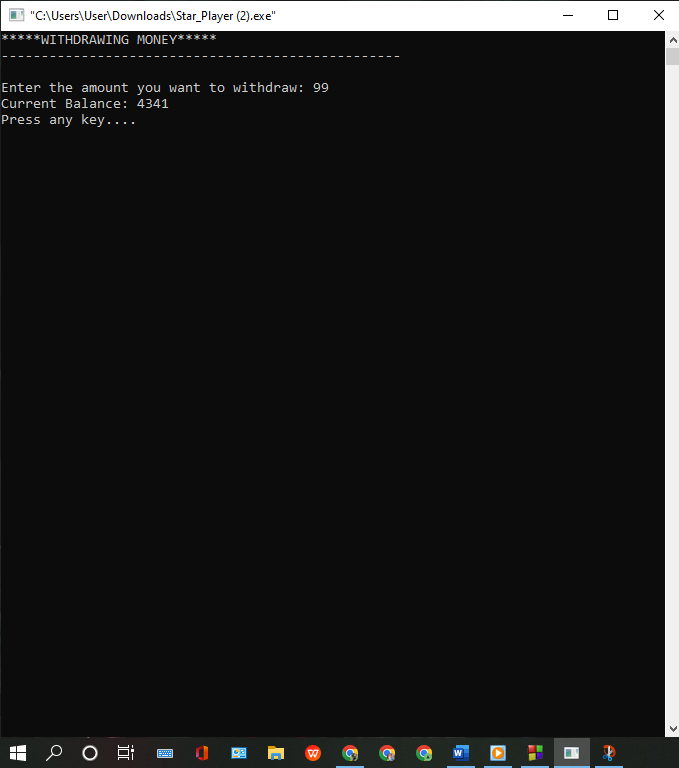 "C:\Users\User\Downloads\Star_Player (2).exe"
*****WITHDRAWING MONEY*****
--------------------------------------------------
Enter the amount you want to withdraw: 99
Current Balance: 4341
Press any key....